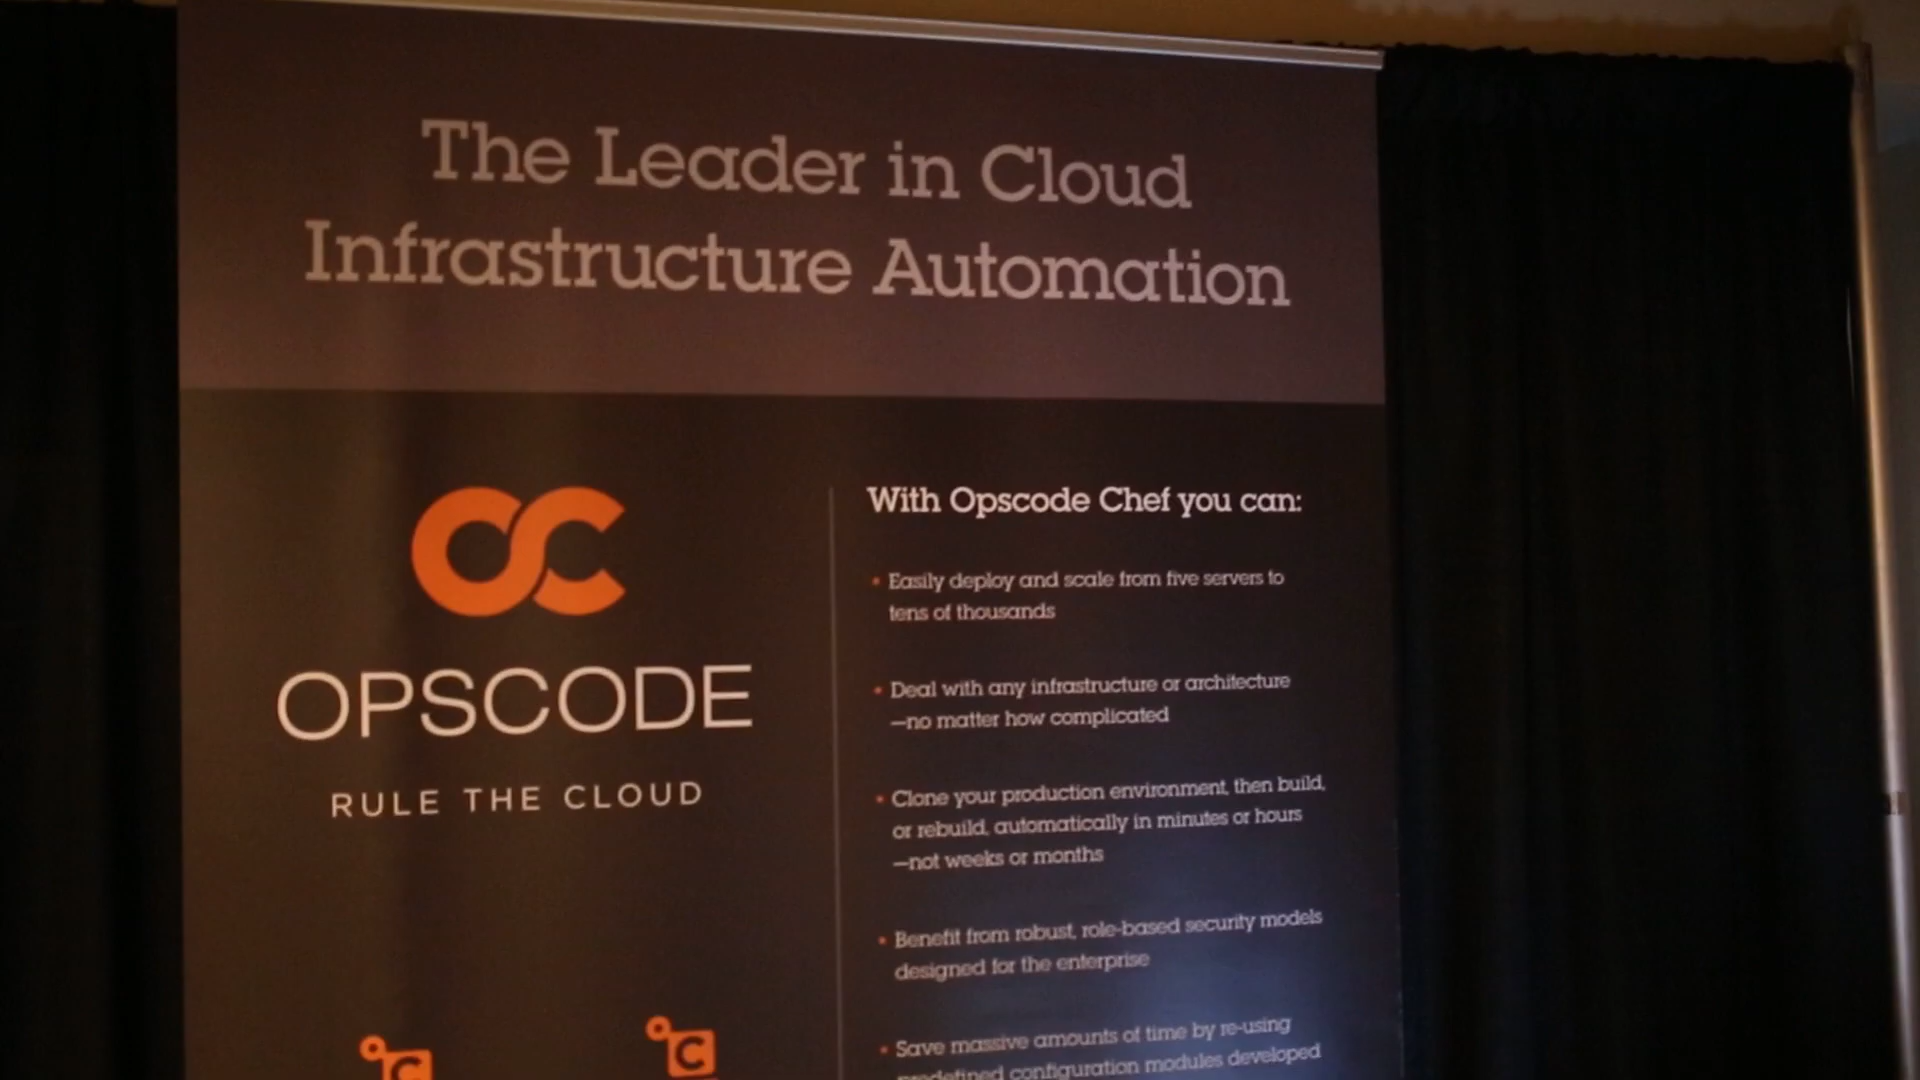 The Leader in Cloud
Infrastructure Automation
OC
OPSCODE
RULE THE CLOUD
With Opscode Chef you can:
• Easily deploy and scale from five servers to
tens of thousands
• Deal with any infrastructure or architecture
—no matter how complicated
• Clone your production environment, then build,
or rebuild, automatically in minutes or hours
—not weeks or months
• Benefit from robust, role-based security models
designed for the enterprise
• Save massive amounts of time by re-using
predefined configuration modules developed
C
C